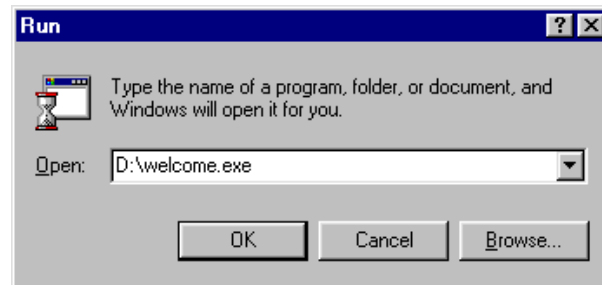 Run
Type the name of a program, folder, or document, and
Windows will open it for you.
Open: D:\welcome.exe
OK Cancel Browse...